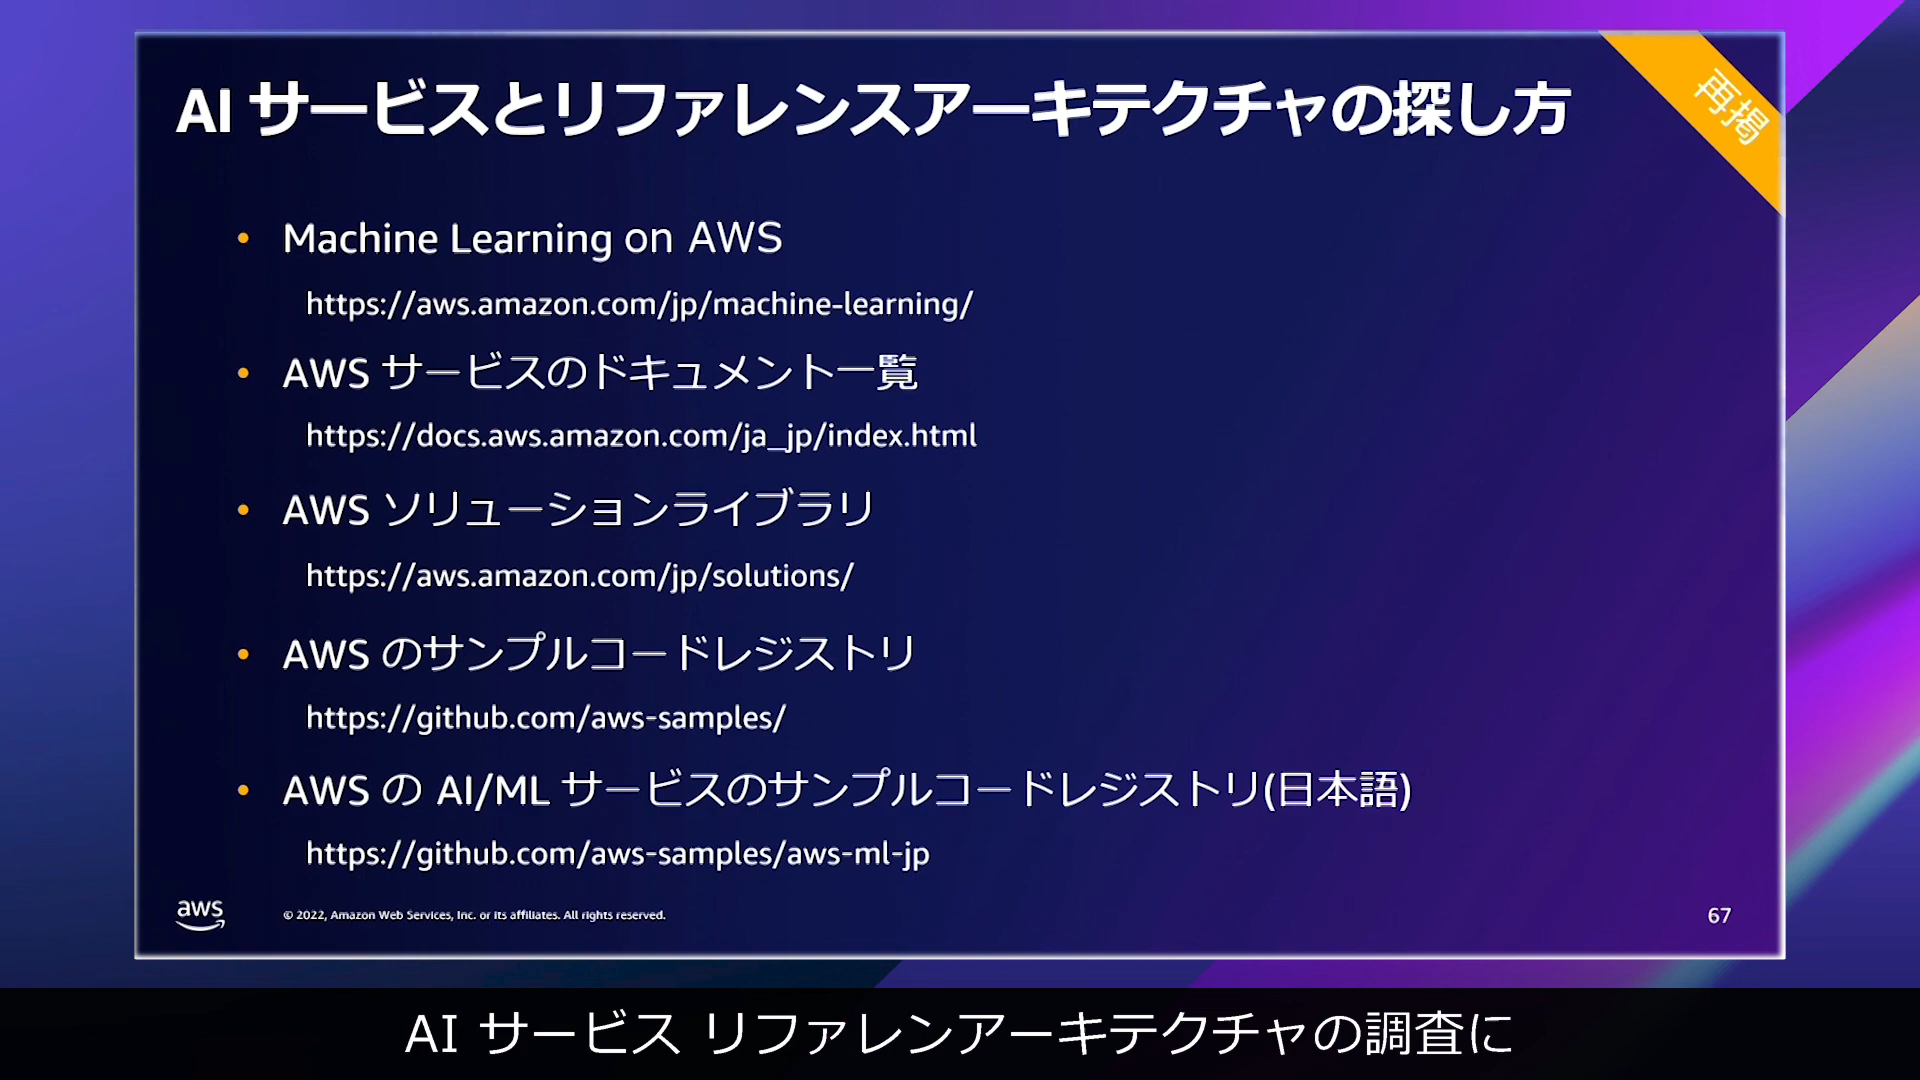 AI サービスとリファレンスアーキテクチャの探し方
再掲
• Machine Learning on AWS
https://aws.amazon.com/jp/machine-learning/
• AWS サービスのドキュメント一覧
https://docs.aws.amazon.com/ja_jp/index.html
• AWS ソリューションライブラリ
https://aws.amazon.com/jp/solutions/
• AWS のサンプルコードレジストリ
https://github.com/aws-samples/
• AWS の AI/ML サービスのサンプルコードレジストリ(日本語)
https://github.com/aws-samples/aws-ml-jp
aws
© 2022, Amazon Web Services, Inc. or its affiliates. All rights reserved.
67
AI サービス リファレンアーキテクチャの調査に